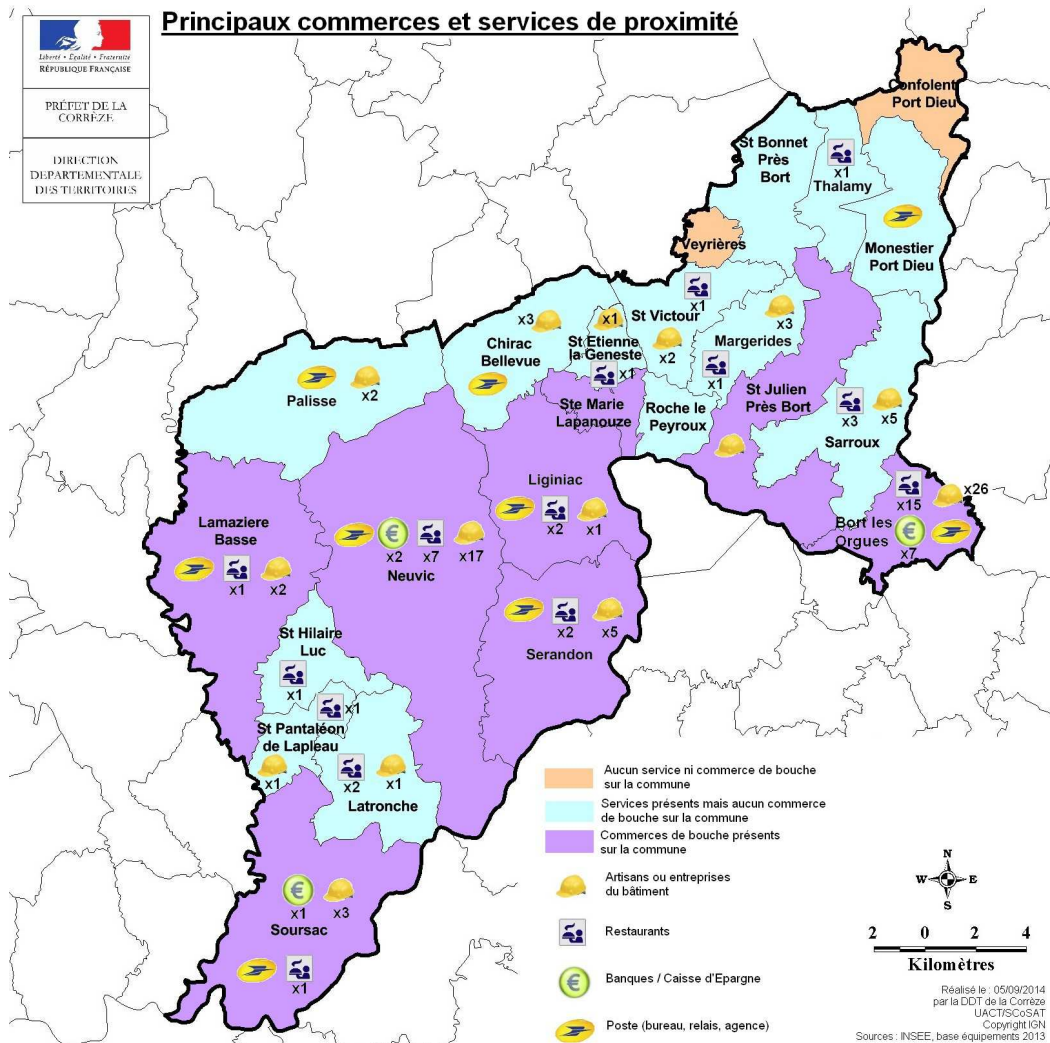 Principaux commerces et services de proximité
Liberté • Égalité • Fraternité
RÉPUBLIQUE FRANÇAISE
PRÉFET DE LA
CORRÈZE
DIRECTION
DEPARTEMENTALE
DES TERRITOIRES
Confolent
Port Dieu
St Bonnet
Près
Bort
x1
Thalamy
Monestier
Port Dieu
Veyrières
x1
St Victour
x2
x3
Margerides
x1
x3
Chirac
Bellevue
x1
St Etienne
la Geneste
x1
Ste Marie
Lapanouze
Roche le
Peyroux
St Julien
Près Bort
x3
x5
Sarroux
x15
x26
Bort les
Orgues
x7
Palisse
x2
Liginiac
x2
x1
Lamaziere
Basse
x1
x2
x2
x7
x17
Neuvic
x2
x5
Serandon
St Hilaire
Luc
x1
x1
St Pantaléon
de Lapleau
x1
x2
x1
Latronche
x1
x3
Soursac
x1
Aucun service ni commerce de bouche
sur la commune
Services présents mais aucun commerce
de bouche sur la commune
Commerces de bouche présents
sur la commune
Artisans ou entreprises
du bâtiment
Restaurants
Banques / Caisse d'Epargne
Poste (bureau, relais, agence)
N
W E
S
2 0 2 4
Kilomètres
Réalisé le : 05/09/2014
par la DDT de la Corrèze
UACT/SCoSAT
Copyright IGN
Sources : INSEE, base équipements 2013